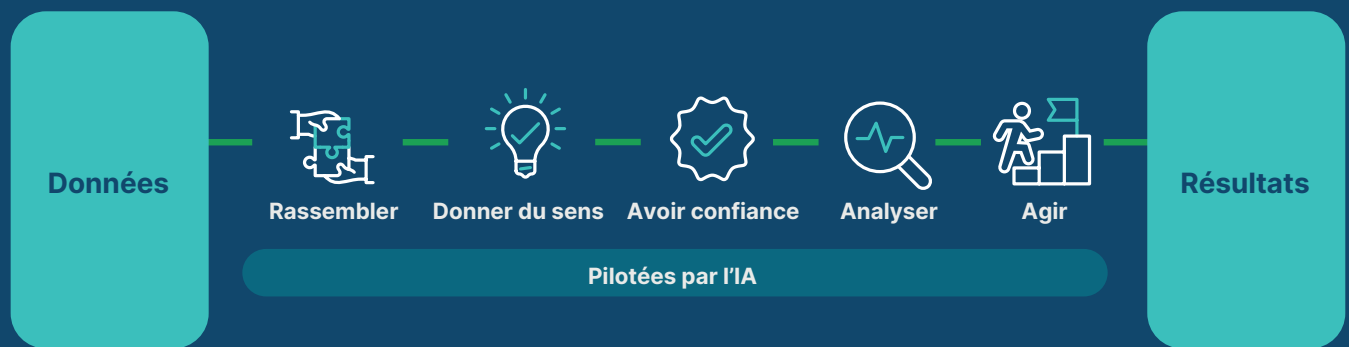 Données
Rassembler
Donner du sens
Avoir confiance
Analyser
Agir
Résultats
Pilotées par l’IA